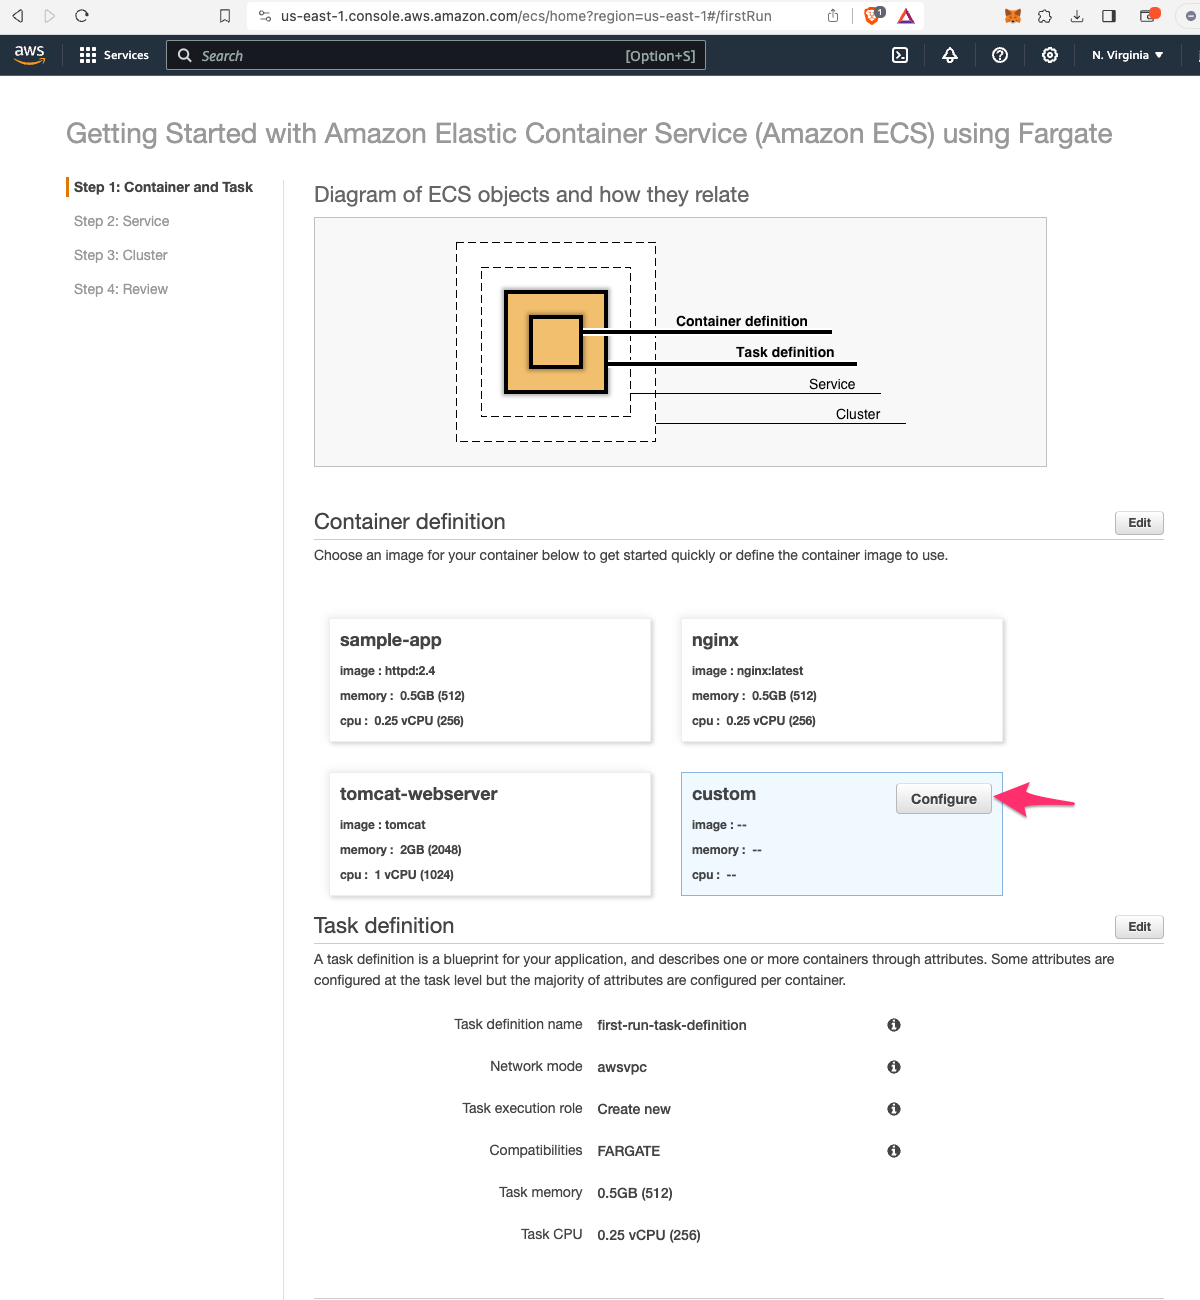 us-east-1.console.aws.amazon.com/ecs/home?region=us-east-1#/firstRun
1
aws
Services
Search
[Option+S]
N. Virginia
Getting Started with Amazon Elastic Container Service (Amazon ECS) using Fargate
Step 1: Container and Task
Step 2: Service
Step 3: Cluster
Step 4: Review
Diagram of ECS objects and how they relate
Container definition
Task definition
Service
Cluster
Container definition
Edit
Choose an image for your container below to get started quickly or define the container image to use.
sample-app
image : httpd:2.4
memory : 0.5GB (512)
cpu : 0.25 vCPU (256)
nginx
image : nginx:latest
memory : 0.5GB (512)
cpu : 0.25 vCPU (256)
tomcat-webserver
image : tomcat
memory : 2GB (2048)
cpu : 1 vCPU (1024)
custom
Configure
image : --
memory : --
cpu : --
Task definition
Edit
A task definition is a blueprint for your application, and describes one or more containers through attributes. Some attributes are
configured at the task level but the majority of attributes are configured per container.
Task definition name first-run-task-definition
Network mode awsvpc
Task execution role Create new
Compatibilities FARGATE
Task memory 0.5GB (512)
Task CPU 0.25 vCPU (256)